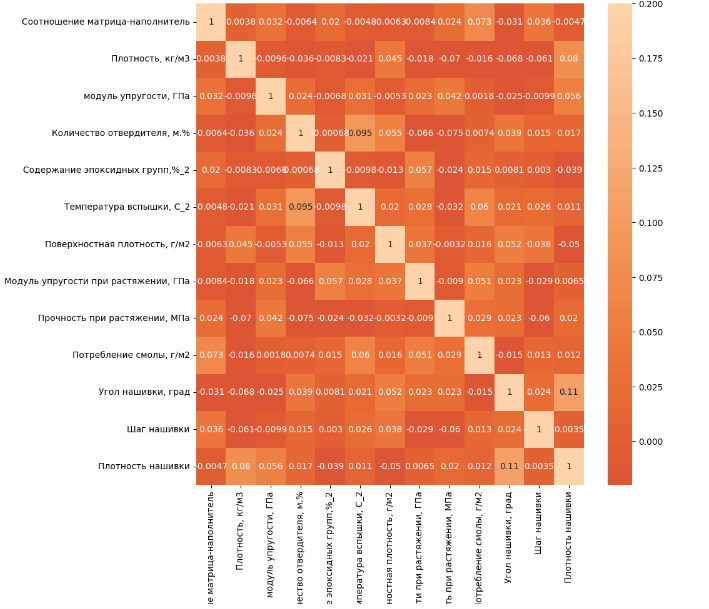 Соотношение матрица-наполнитель 1 0.0038 0.032 -0.0064 0.02 -0.0048 0.0063 0.0084 0.024 0.073 -0.031 0.036 -0.0047
Плотность, кг/м3 0.0038 1 -0.0096 -0.036 -0.0083 -0.021 0.045 -0.018 -0.07 -0.016 -0.068 -0.061 0.08
модуль упругости, ГПа 0.032 -0.0096 1 0.024 -0.0068 0.031 -0.0053 0.023 0.042 0.0018 -0.025 -0.0099 0.056
Количество отвердителя, м.% -0.0064 -0.036 0.024 1 0.00068 0.095 0.055 -0.066 -0.075 0.0074 0.039 0.015 0.017
Содержание эпоксидных групп,%_2 0.02 -0.0083 0.0068 0.00068 1 -0.0098 -0.013 0.057 -0.024 0.015 0.0081 0.003 -0.039
Температура вспышки, С_2 -0.0048 -0.021 0.031 0.095 -0.0098 1 0.02 0.028 -0.032 0.06 0.021 0.026 0.011
Поверхностная плотность, г/м2 -0.0063 0.045 -0.0053 0.055 -0.013 0.02 1 0.037 -0.0032 0.016 0.052 0.038 -0.05
Модуль упругости при растяжении, ГПа -0.0084 -0.018 0.023 -0.066 0.057 0.028 0.037 1 -0.009 0.051 0.023 -0.029 0.0065
Прочность при растяжении, МПа 0.024 -0.07 0.042 -0.075 -0.024 -0.032 -0.0032 -0.009 1 0.029 0.023 -0.06 0.02
Потребление смолы, г/м2 0.073 -0.016 0.0018 0.0074 0.015 0.06 0.016 0.051 0.029 1 -0.015 0.013 0.012
Угол нашивки, град -0.031 -0.068 -0.025 0.039 0.0081 0.021 0.052 0.023 0.023 -0.015 1 0.024 0.11
Шаг нашивки 0.036 -0.061 -0.0099 0.015 0.003 0.026 0.038 -0.029 -0.06 0.013 0.024 1 0.0035
Плотность нашивки -0.0047 0.08 0.056 0.017 -0.039 0.011 -0.05 0.0065 0.02 0.012 0.11 0.0035 1
матрица-наполнитель
Плотность, кг/м3
модуль упругости, ГПа
отвердителя, м.%
эпоксидных групп,%_2
вспышки, С_2
плотность, г/м2
при растяжении, ГПа
при растяжении, МПа
смолы, г/м2
Угол нашивки, град
Шаг нашивки
Плотность нашивки
0.200
0.175
0.150
0.125
0.100
0.075
0.050
0.025
0.000